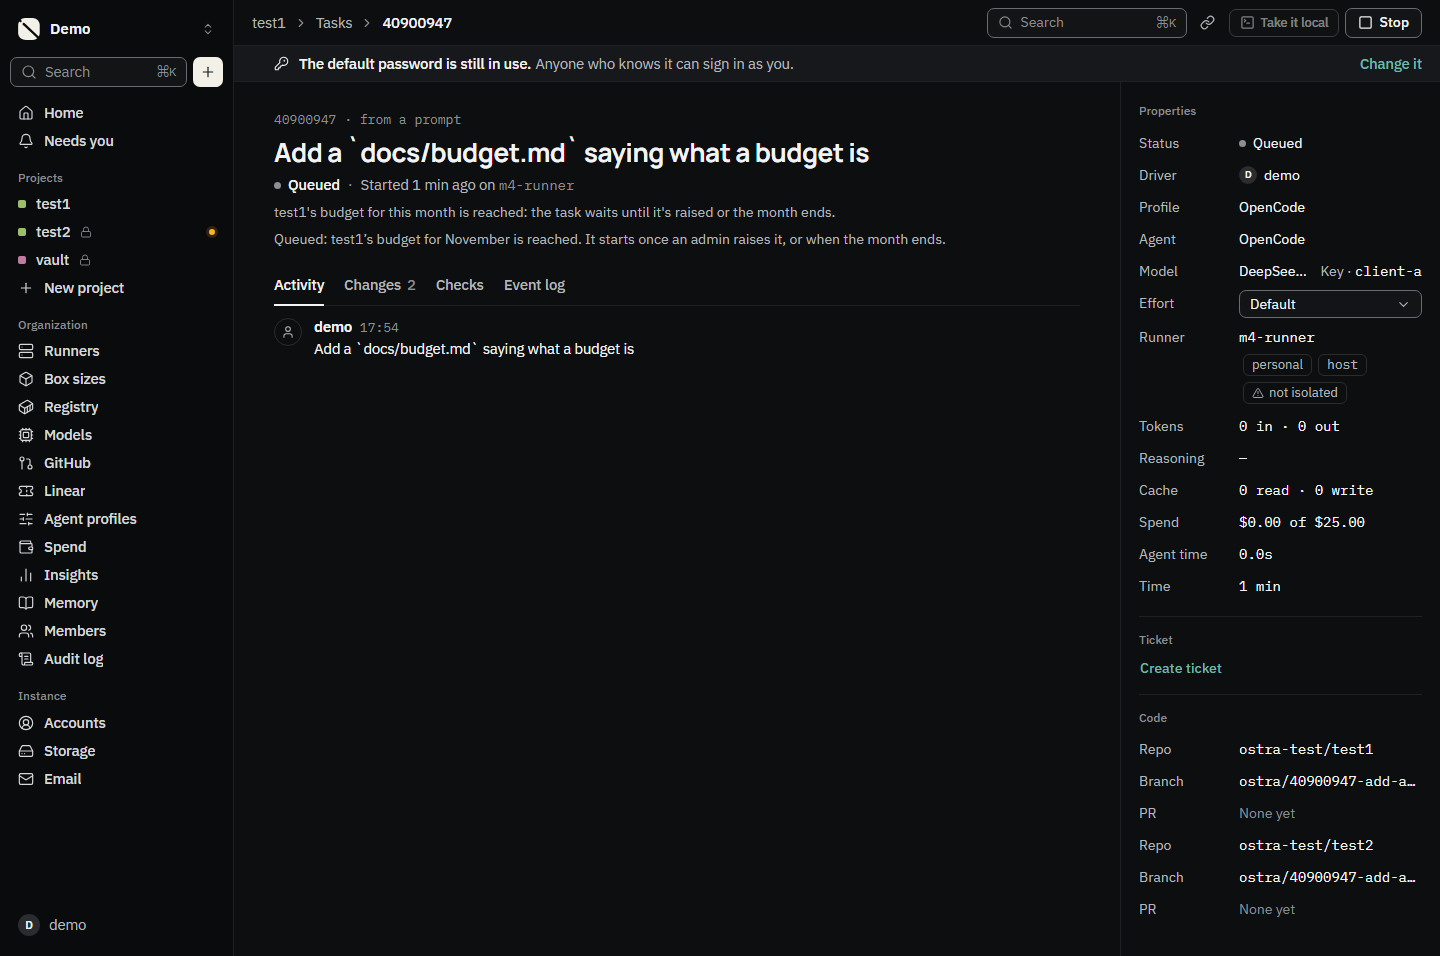 Demo
Search ⌘K
Home
Needs you
Projects
test1
test2
vault
New project
Organization
Runners
Box sizes
Registry
Models
GitHub
Linear
Agent profiles
Spend
Insights
Memory
Members
Audit log
Instance
Accounts
Storage
Email
D demo
test1 > Tasks > 40900947
Search ⌘K
Take it local
Stop
The default password is still in use. Anyone who knows it can sign in as you.
Change it
40900947 · from a prompt
Add a `docs/budget.md` saying what a budget is
Queued · Started 1 min ago on m4-runner
test1's budget for this month is reached: the task waits until it's raised or the month ends.
Queued: test1's budget for November is reached. It starts once an admin raises it, or when the month ends.
Activity Changes 2 Checks Event log
demo 17:54
Add a `docs/budget.md` saying what a budget is
Properties
Status Queued
Driver D demo
Profile OpenCode
Agent OpenCode
Model DeepSee… Key · client-a
Effort Default
Runner m4-runner
personal host
not isolated
Tokens 0 in · 0 out
Reasoning —
Cache 0 read · 0 write
Spend $0.00 of $25.00
Agent time 0.0s
Time 1 min
Ticket
Create ticket
Code
Repo ostra-test/test1
Branch ostra/40900947-add-a…
PR None yet
Repo ostra-test/test2
Branch ostra/40900947-add-a…
PR None yet